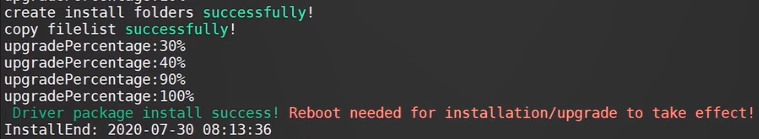 create install folders successfully!
copy filelist successfully!
upgradePercentage:30%
upgradePercentage:40%
upgradePercentage:90%
upgradePercentage:100%
Driver package install success! Reboot needed for installation/upgrade to take effect!
InstallEnd: 2020-07-30 08:13:36